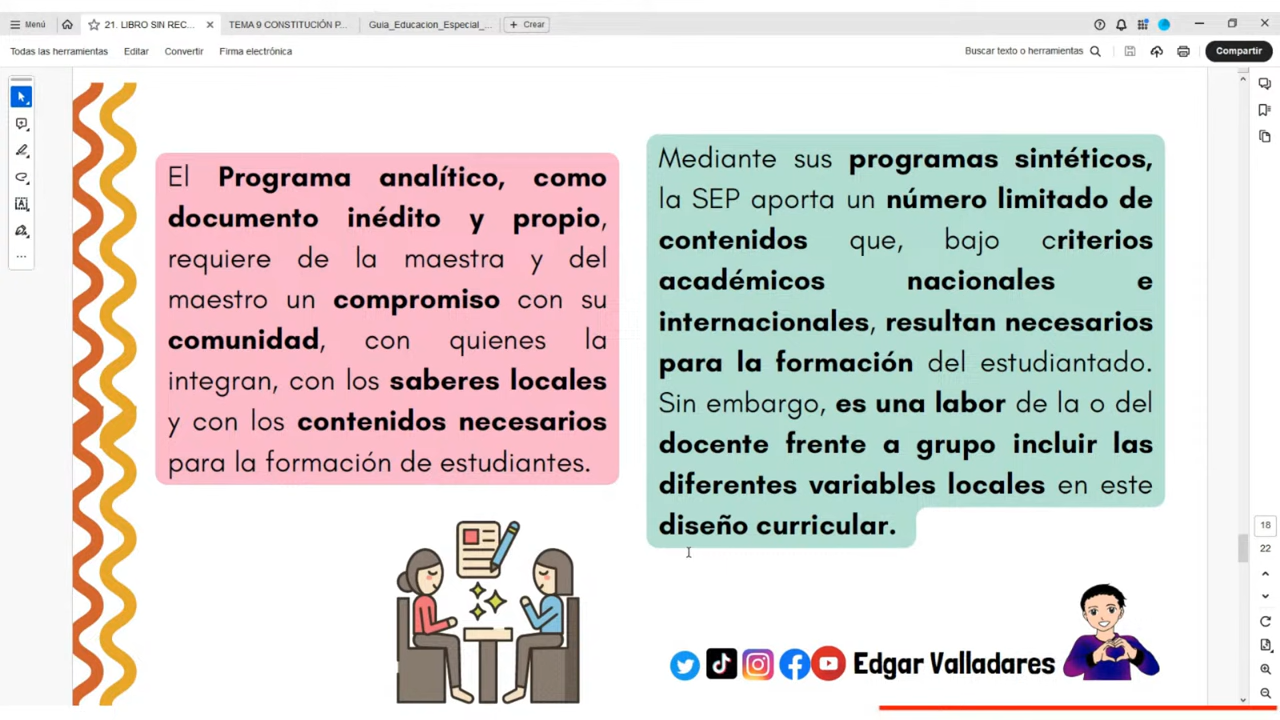 Menú
21. LIBRO SIN REC...
TEMA 9 CONSTITUCIÓN P...
Guia_Educacion_Especial_...
Crear
Todas las herramientas
Editar
Convertir
Firma electrónica
Buscar texto o herramientas
Compartir
El Programa analítico, como
documento inédito y propio,
requiere de la maestra y del
maestro un compromiso con su
comunidad, con quienes la
integran, con los saberes locales
y con los contenidos necesarios
para la formación de estudiantes.
Mediante sus programas sintéticos,
la SEP aporta un número limitado de
contenidos que, bajo criterios
académicos nacionales e
internacionales, resultan necesarios
para la formación del estudiantado.
Sin embargo, es una labor de la o del
docente frente a grupo incluir las
diferentes variables locales en este
diseño curricular.
18
22
Edgar Valladares